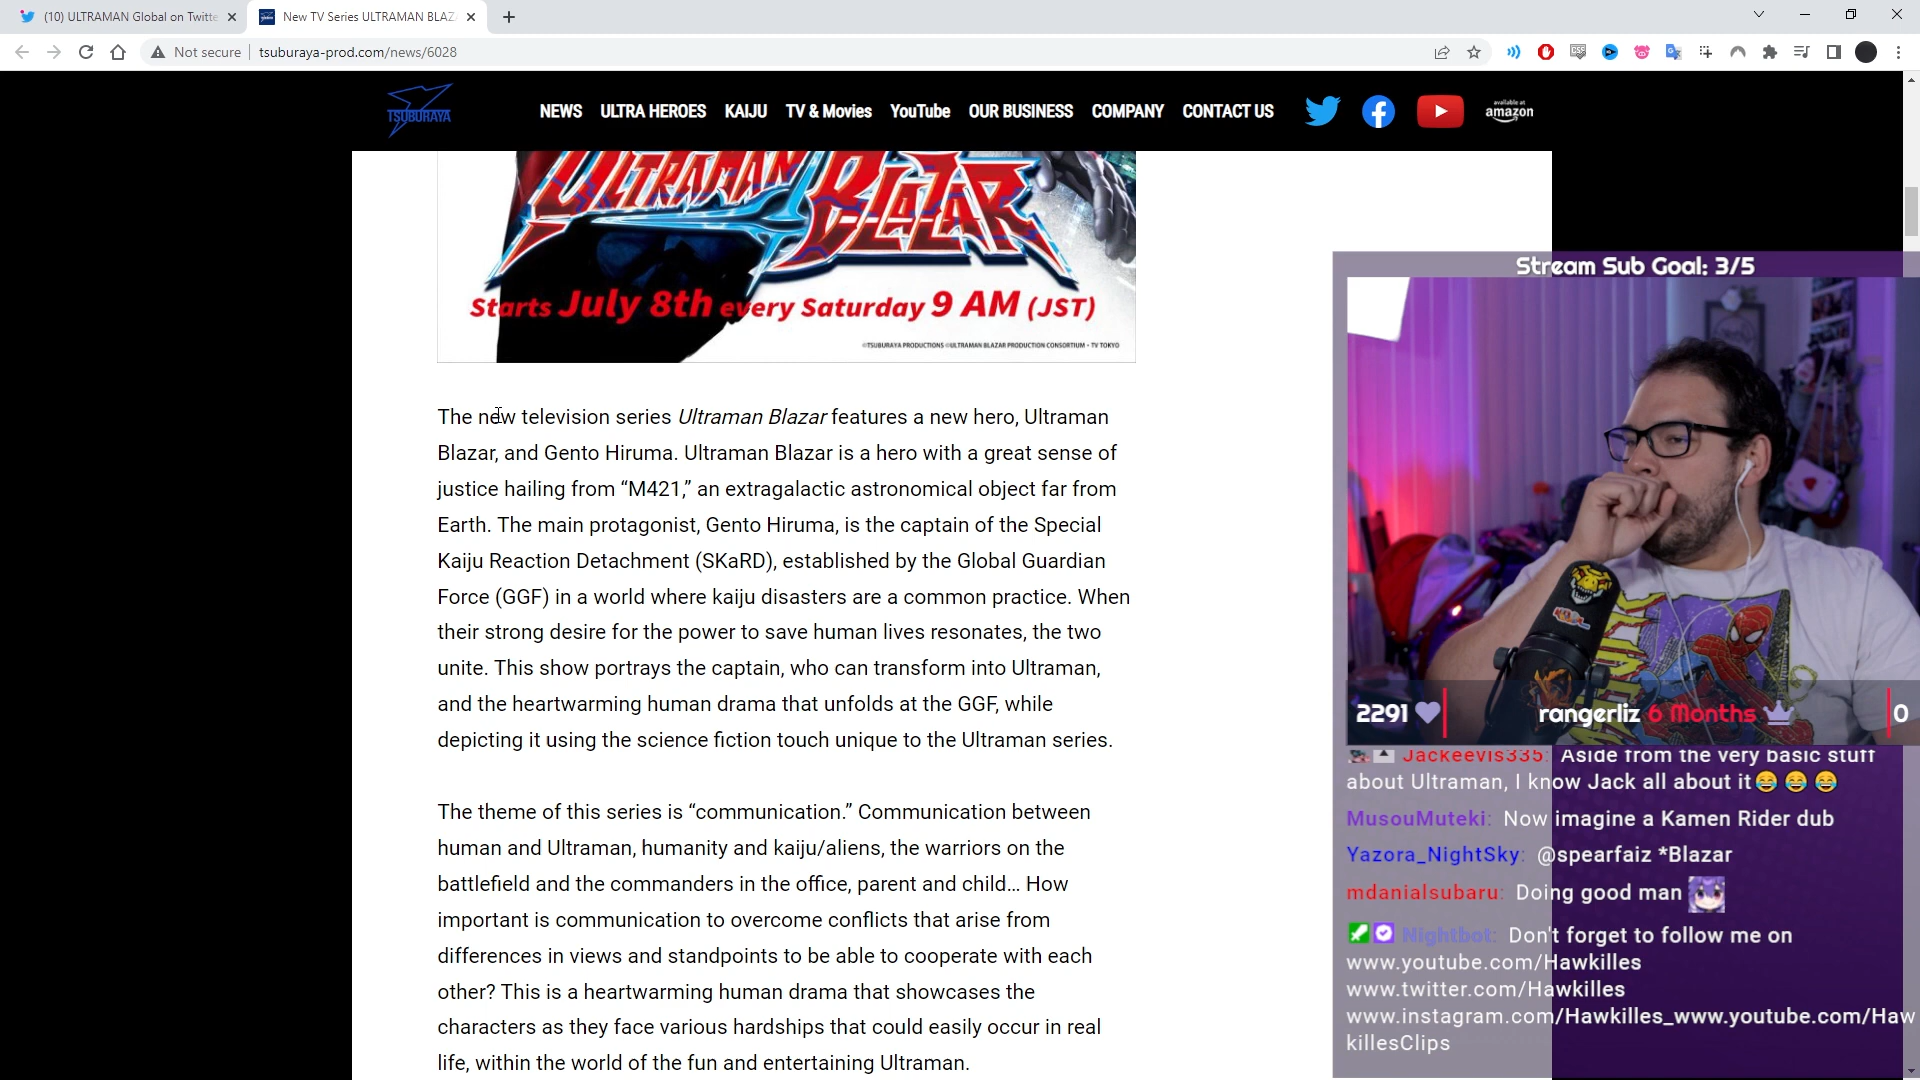 (10) ULTRAMAN Global on Twitte
New TV Series ULTRAMAN BLAZ
Not secure
tsuburaya-prod.com/news/6028
TSUBURAYA
NEWS
ULTRA HEROES
KAIJU
TV & Movies
YouTube
OUR BUSINESS
COMPANY
CONTACT US
available at
amazon
ULTRAMAN BLAZAR
Starts July 8th every Saturday 9 AM (JST)
©TSUBURAYA PRODUCTIONS ©ULTRAMAN BLAZAR PRODUCTION CONSORTIUM・TV TOKYO
The new television series Ultraman Blazar features a new hero, Ultraman
Blazar, and Gento Hiruma. Ultraman Blazar is a hero with a great sense of
justice hailing from “M421,” an extragalactic astronomical object far from
Earth. The main protagonist, Gento Hiruma, is the captain of the Special
Kaiju Reaction Detachment (SKaRD), established by the Global Guardian
Force (GGF) in a world where kaiju disasters are a common practice. When
their strong desire for the power to save human lives resonates, the two
unite. This show portrays the captain, who can transform into Ultraman,
and the heartwarming human drama that unfolds at the GGF, while
depicting it using the science fiction touch unique to the Ultraman series.
The theme of this series is “communication.” Communication between
human and Ultraman, humanity and kaiju/aliens, the warriors on the
battlefield and the commanders in the office, parent and child… How
important is communication to overcome conflicts that arise from
differences in views and standpoints to be able to cooperate with each
other? This is a heartwarming human drama that showcases the
characters as they face various hardships that could easily occur in real
life, within the world of the fun and entertaining Ultraman.
Stream Sub Goal: 3/5
2291
rangerliz 6 Months
0
Jackeevis335: Aside from the very basic stuff
about Ultraman, I know Jack all about it😂 😂 😂
MusouMuteki: Now imagine a Kamen Rider dub
Yazora_NightSky: @spearfaiz *Blazar
mdanialsubaru: Doing good man
Nightbot: Don't forget to follow me on
www.youtube.com/Hawkilles
www.twitter.com/Hawkilles
www.instagram.com/Hawkilles_www.youtube.com/Haw
killesClips